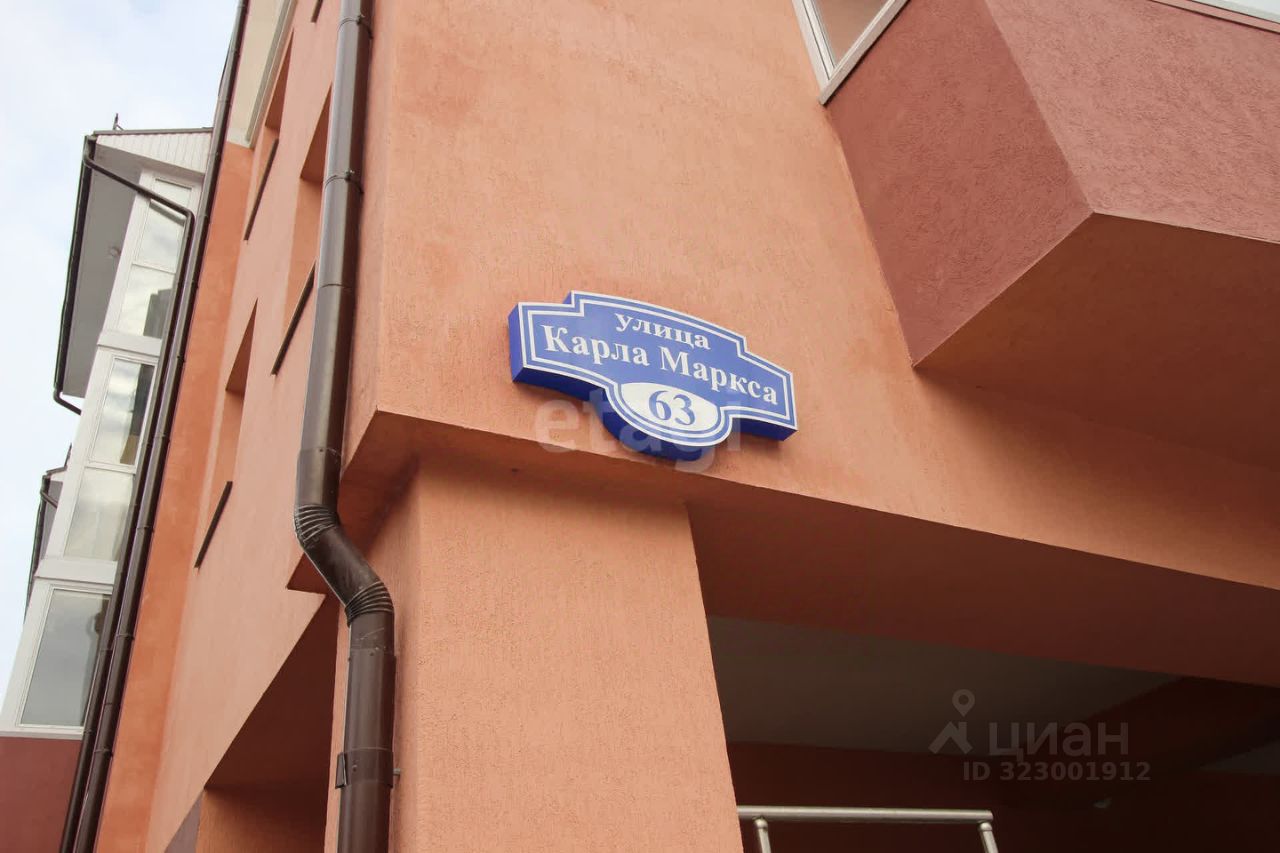 улица
Карла Маркса
63
etagi
циан
ID 323001912